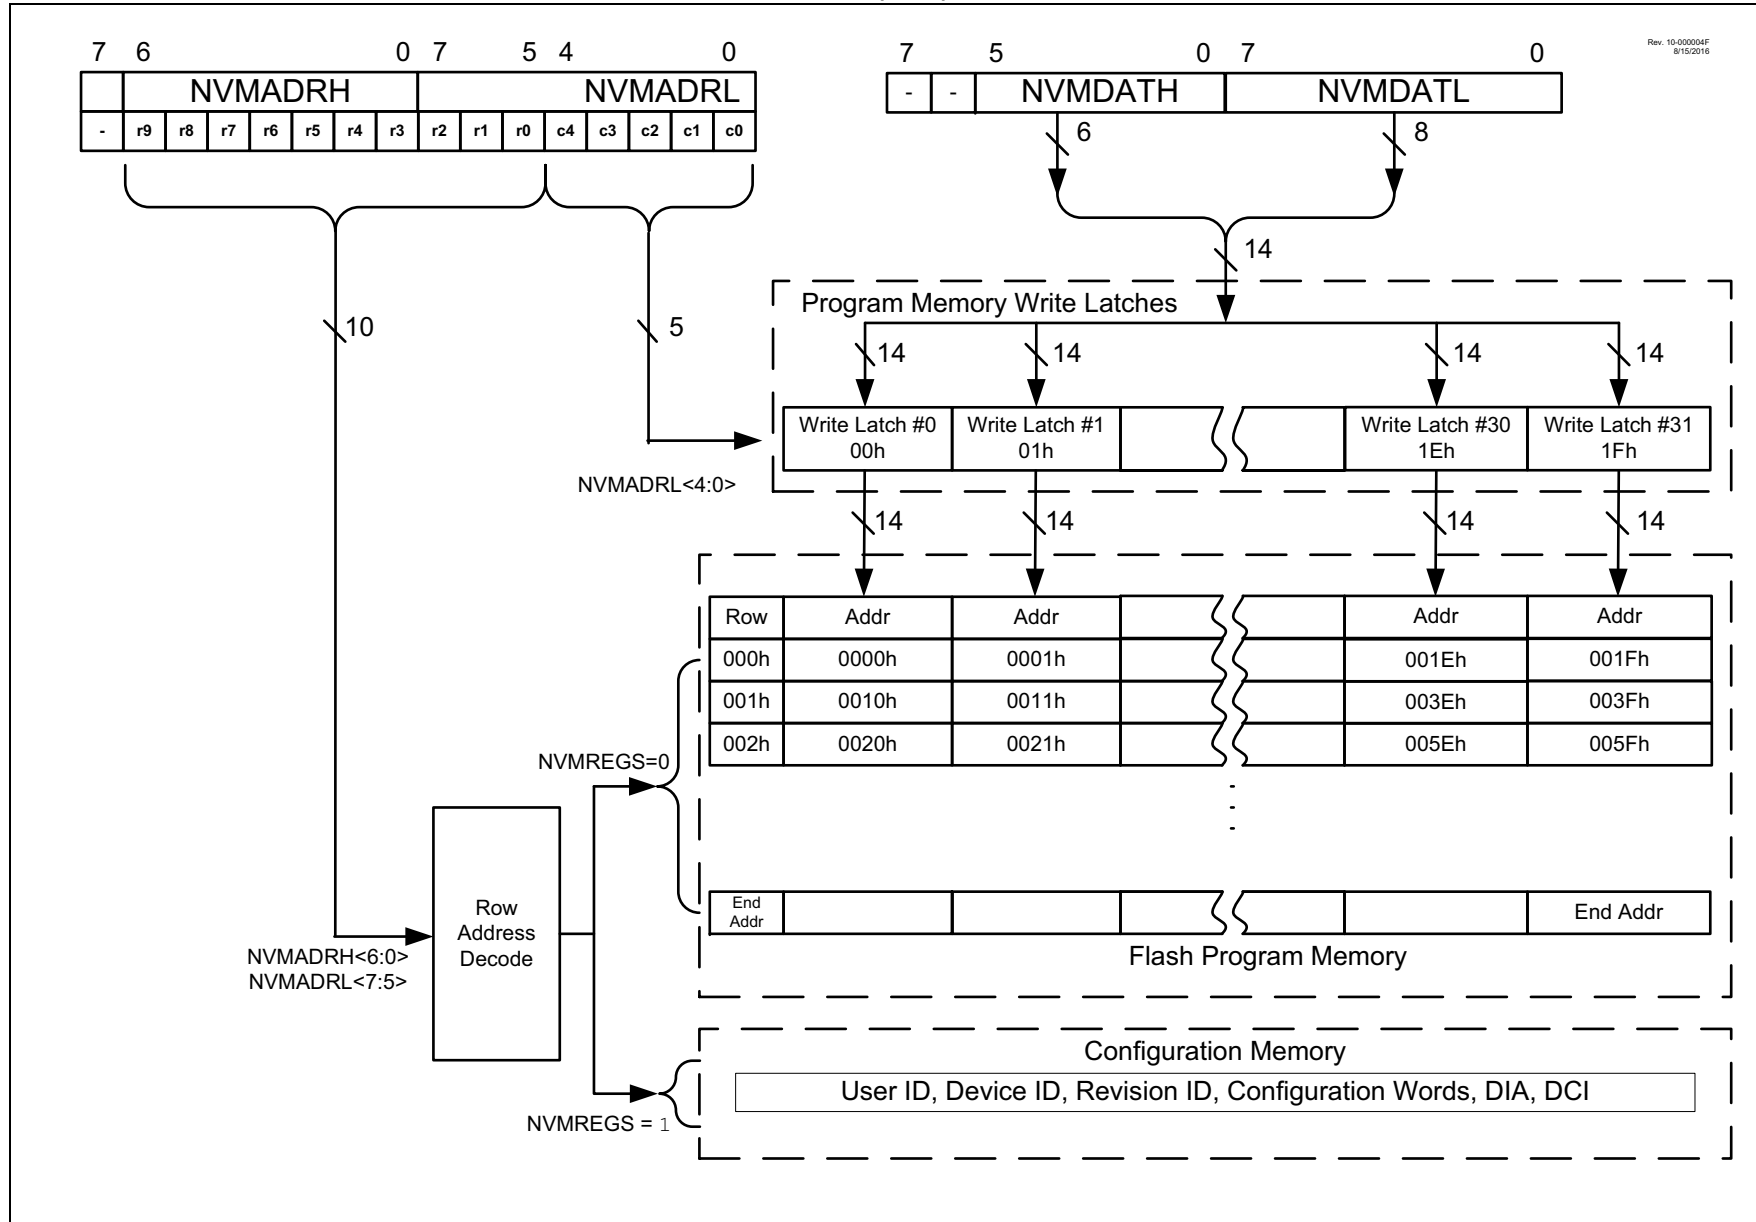 7 6 0 7 5 4 0
7 5 0 7 0
Rev. 10-000004F
8/15/2016
NVMADRH NVMADRL
- - NVMDATH NVMDATL
- r9 r8 r7 r6 r5 r4 r3 r2 r1 r0 c4 c3 c2 c1 c0
6 8
14
Program Memory Write Latches
10 5
14 14 14 14
Write Latch #0 Write Latch #1 Write Latch #30 Write Latch #31
00h 01h 1Eh 1Fh
NVMADRL<4:0>
14 14 14 14
Row Addr Addr Addr Addr
000h 0000h 0001h 001Eh 001Fh
001h 0010h 0011h 003Eh 003Fh
002h 0020h 0021h 005Eh 005Fh
NVMREGS=0
End
Addr
End Addr
Row
Address
Decode
NVMADRH<6:0>
NVMADRL<7:5>
Flash Program Memory
Configuration Memory
User ID, Device ID, Revision ID, Configuration Words, DIA, DCI
NVMREGS = 1